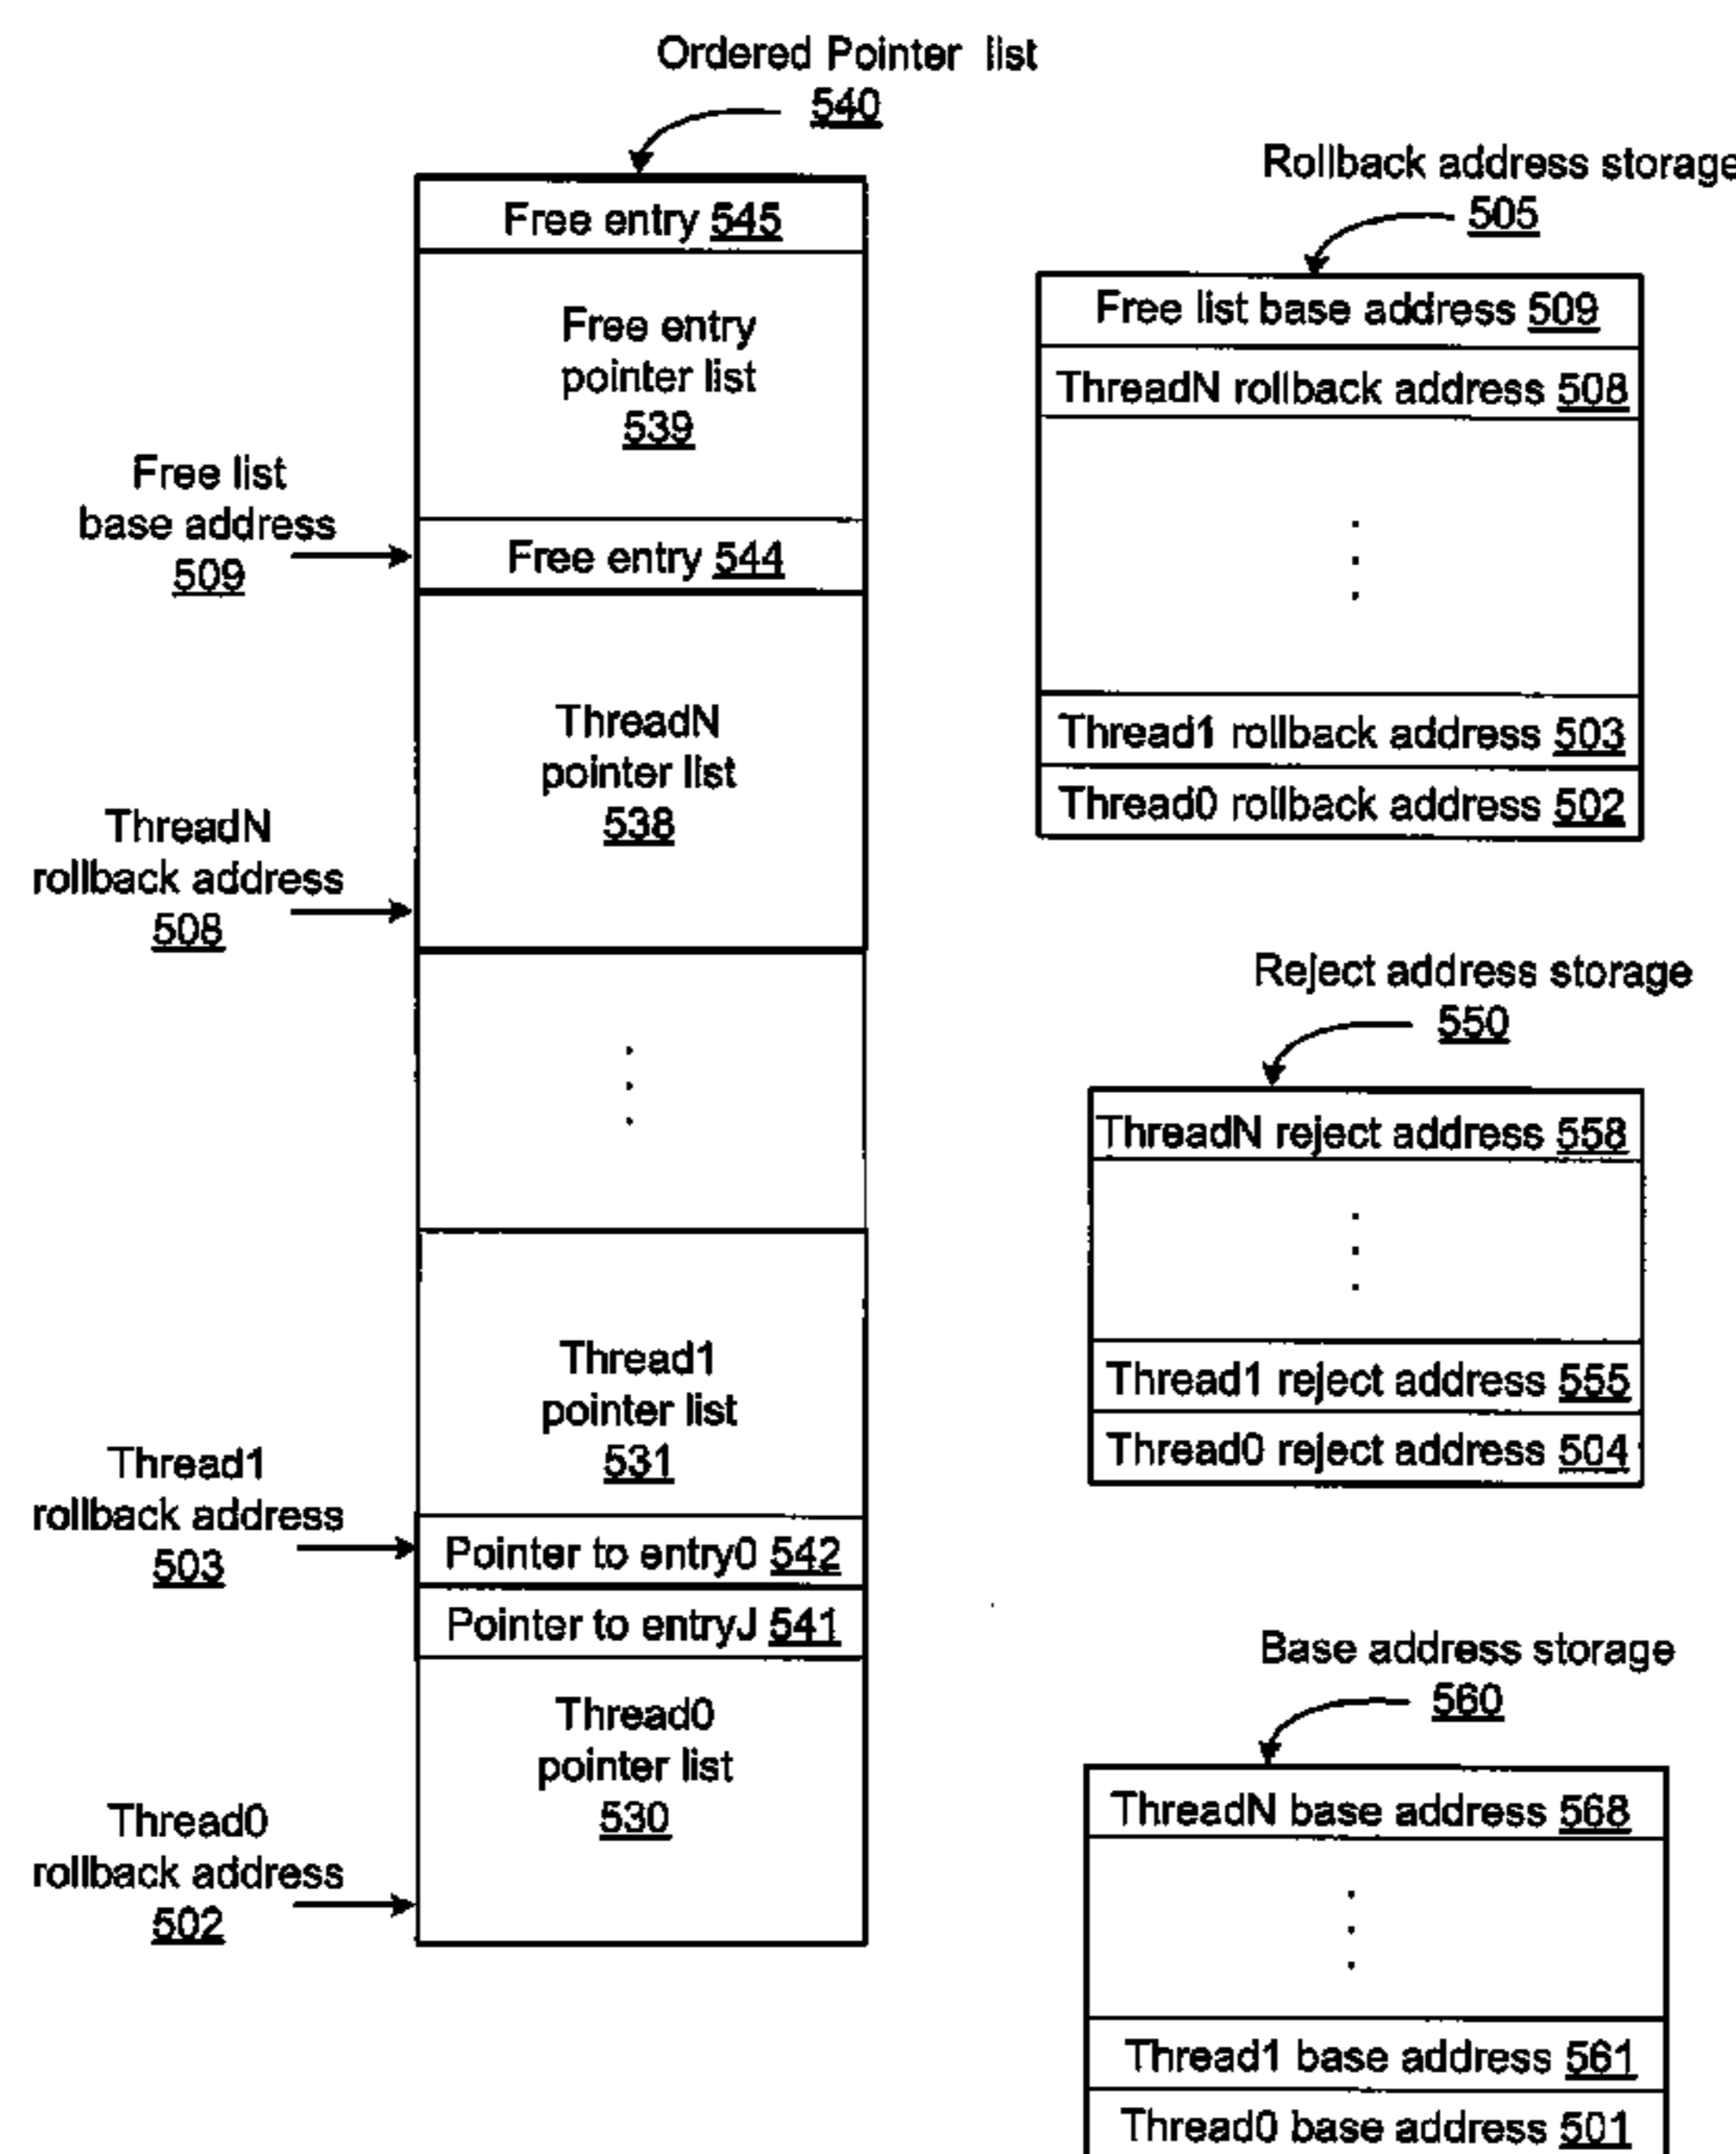 Ordered Pointer list
540
Free entry 545
Free entry
pointer list
539
Free list
base address
509
Free entry 544
ThreadN
pointer list
538
ThreadN
rollback address
508
Thread1
pointer list
531
Thread1
rollback address
503
Pointer to entry0 542
Pointer to entryJ 541
Thread0
pointer list
530
Thread0
rollback address
502
Rollback address storage
505
Free list base address 509
ThreadN rollback address 508
Thread1 rollback address 503
Thread0 rollback address 502
Reject address storage
550
ThreadN reject address 558
Thread1 reject address 555
Thread0 reject address 504
Base address storage
560
ThreadN base address 568
Thread1 base address 561
Thread0 base address 501